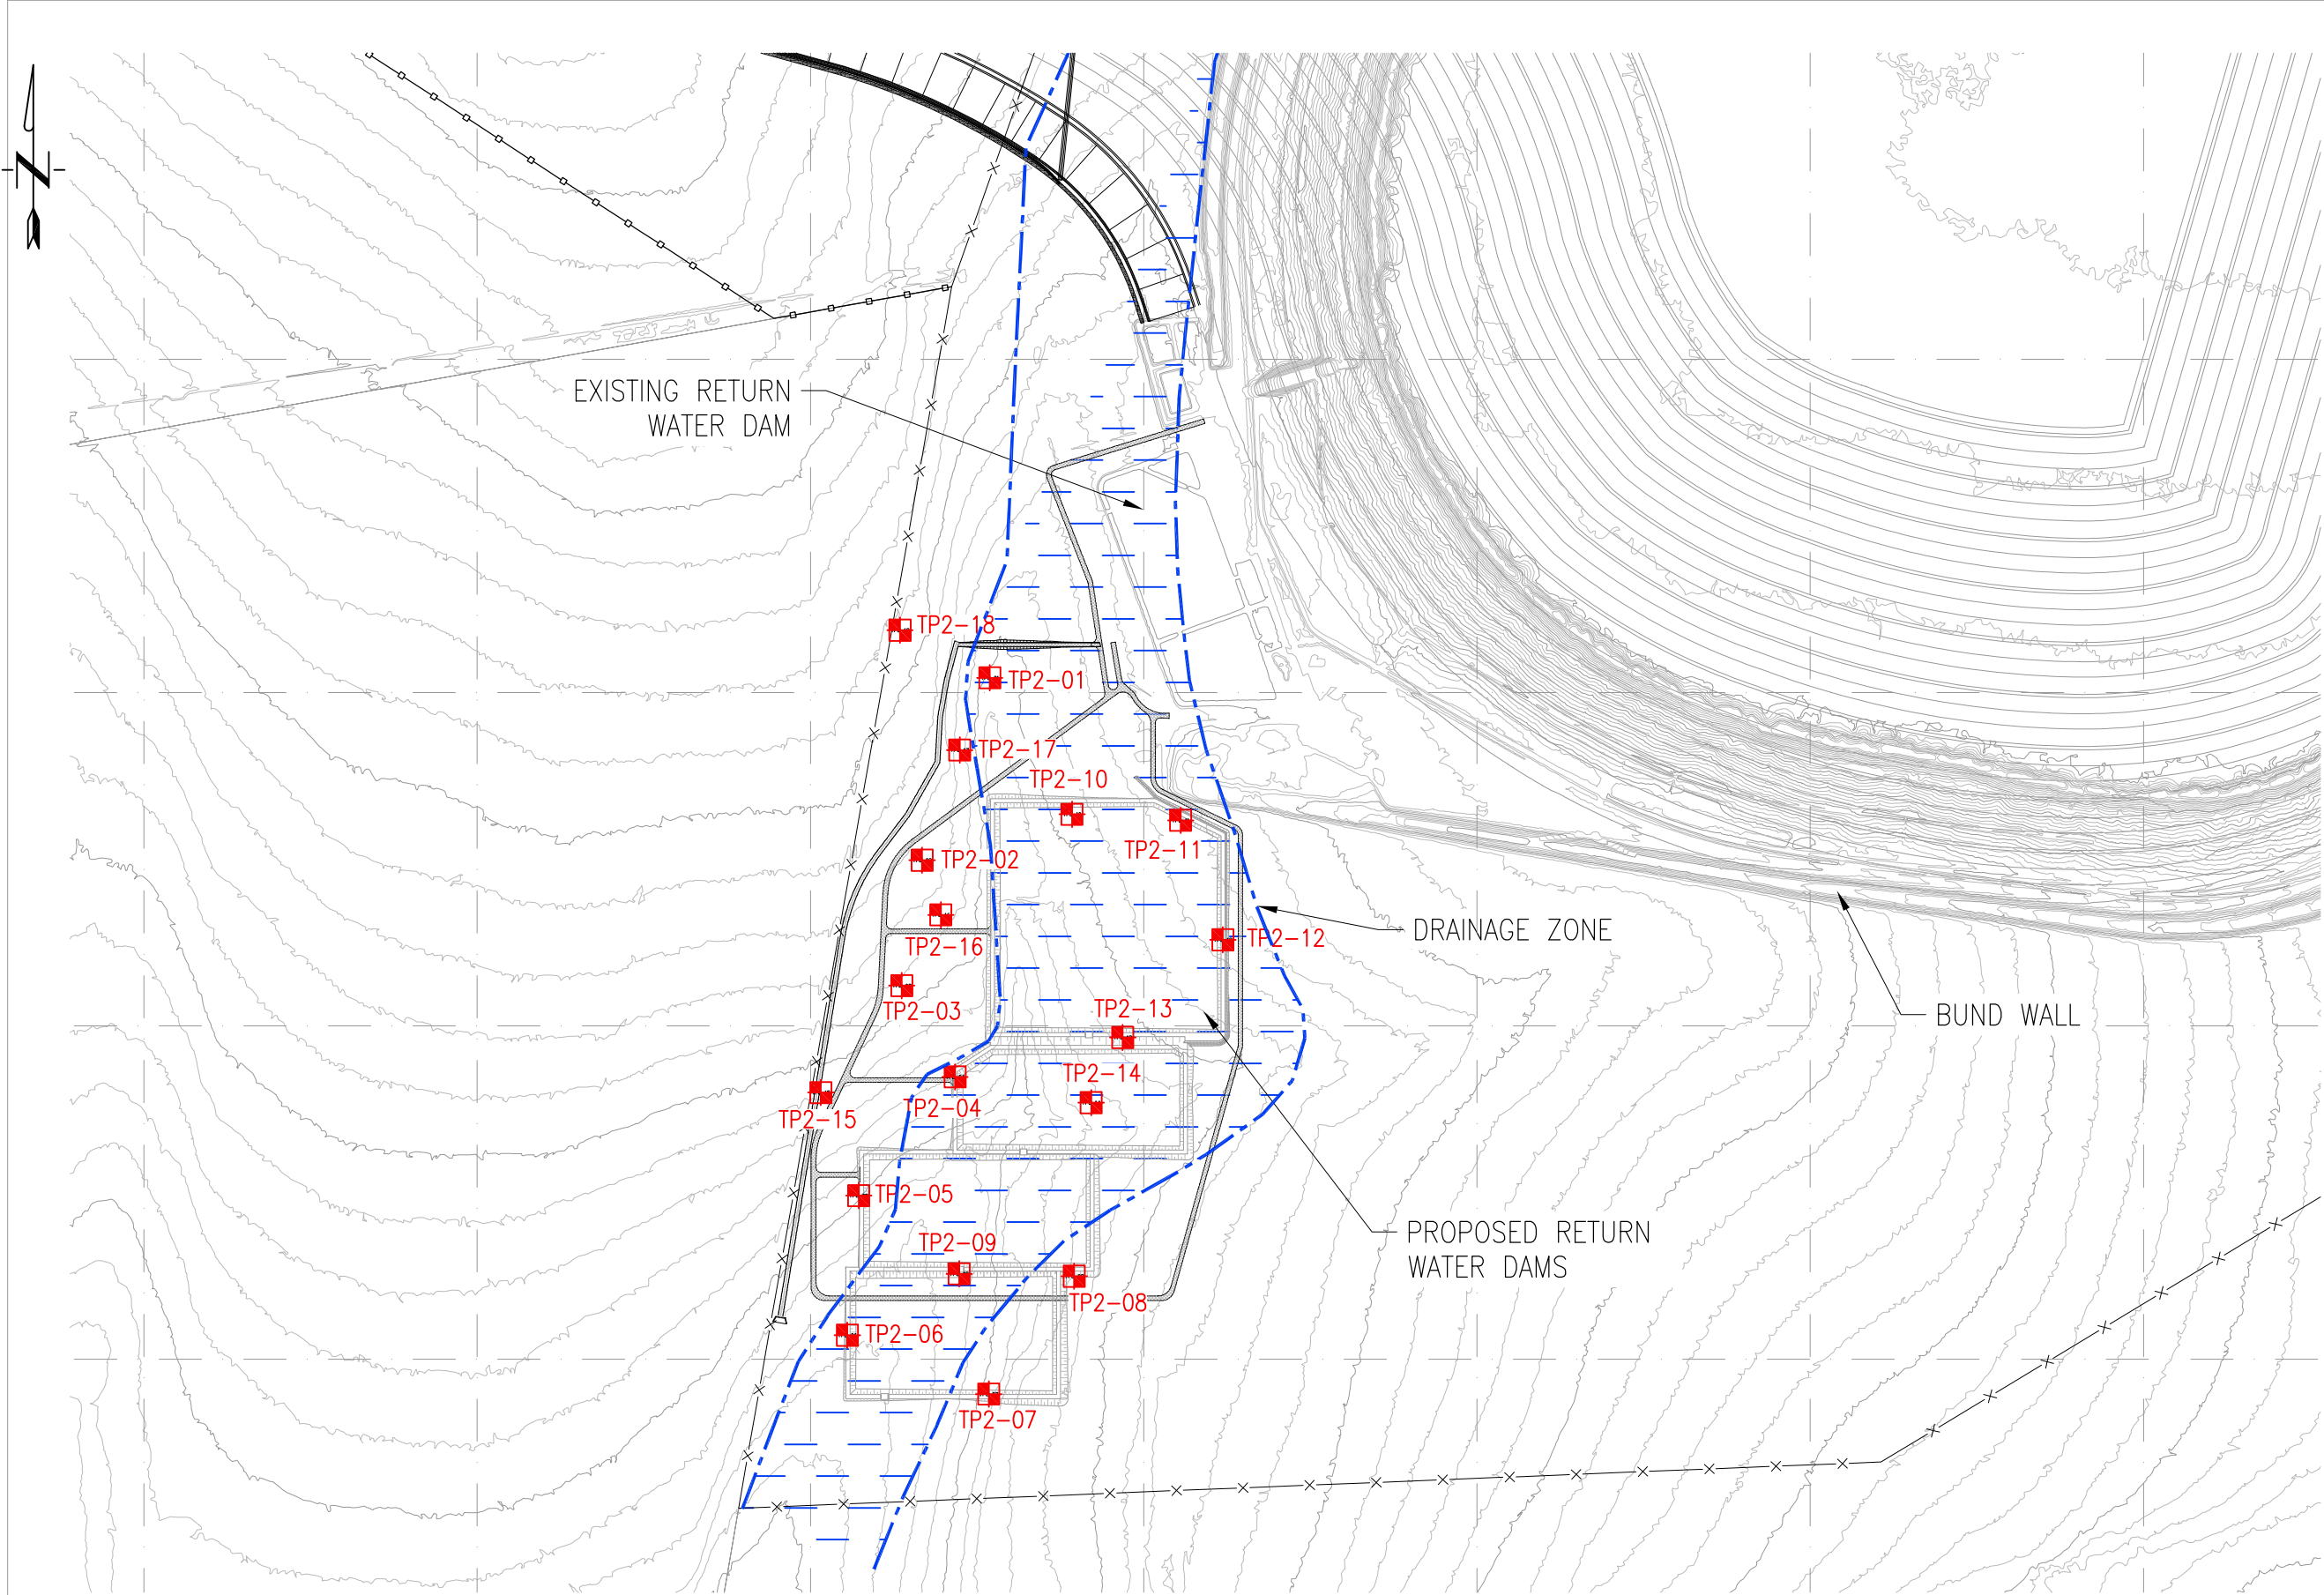 N
EXISTING RETURN
WATER DAM
TP2-18
TP2-01
TP2-17
TP2-10
TP2-11
TP2-02
TP2-16
TP2-12
DRAINAGE ZONE
TP2-03
TP2-13
BUND WALL
TP2-14
TP2-04
TP2-15
TP2-05
TP2-09
PROPOSED RETURN
WATER DAMS
TP2-08
TP2-06
TP2-07